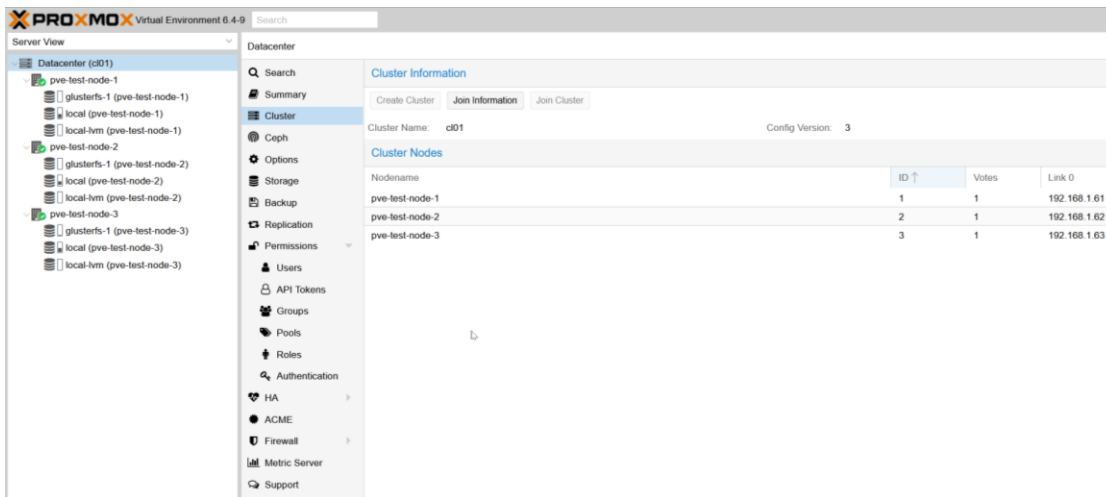 PROXMOX Virtual Environment 6.4-9 Search
Server View
Datacenter (cl01)
pve-test-node-1
glusterfs-1 (pve-test-node-1)
local (pve-test-node-1)
local-lvm (pve-test-node-1)
pve-test-node-2
glusterfs-1 (pve-test-node-2)
local (pve-test-node-2)
local-lvm (pve-test-node-2)
pve-test-node-3
glusterfs-1 (pve-test-node-3)
local (pve-test-node-3)
local-lvm (pve-test-node-3)
Datacenter
Search
Summary
Cluster
Ceph
Options
Storage
Backup
Replication
Permissions
Users
API Tokens
Groups
Pools
Roles
Authentication
HA
ACME
Firewall
Metric Server
Support
Cluster Information
Create Cluster Join Information Join Cluster
Cluster Name: cl01 Config Version: 3
Cluster Nodes
Nodename ID ↑ Votes Link 0
pve-test-node-1 1 1 192.168.1.61
pve-test-node-2 2 1 192.168.1.62
pve-test-node-3 3 1 192.168.1.63